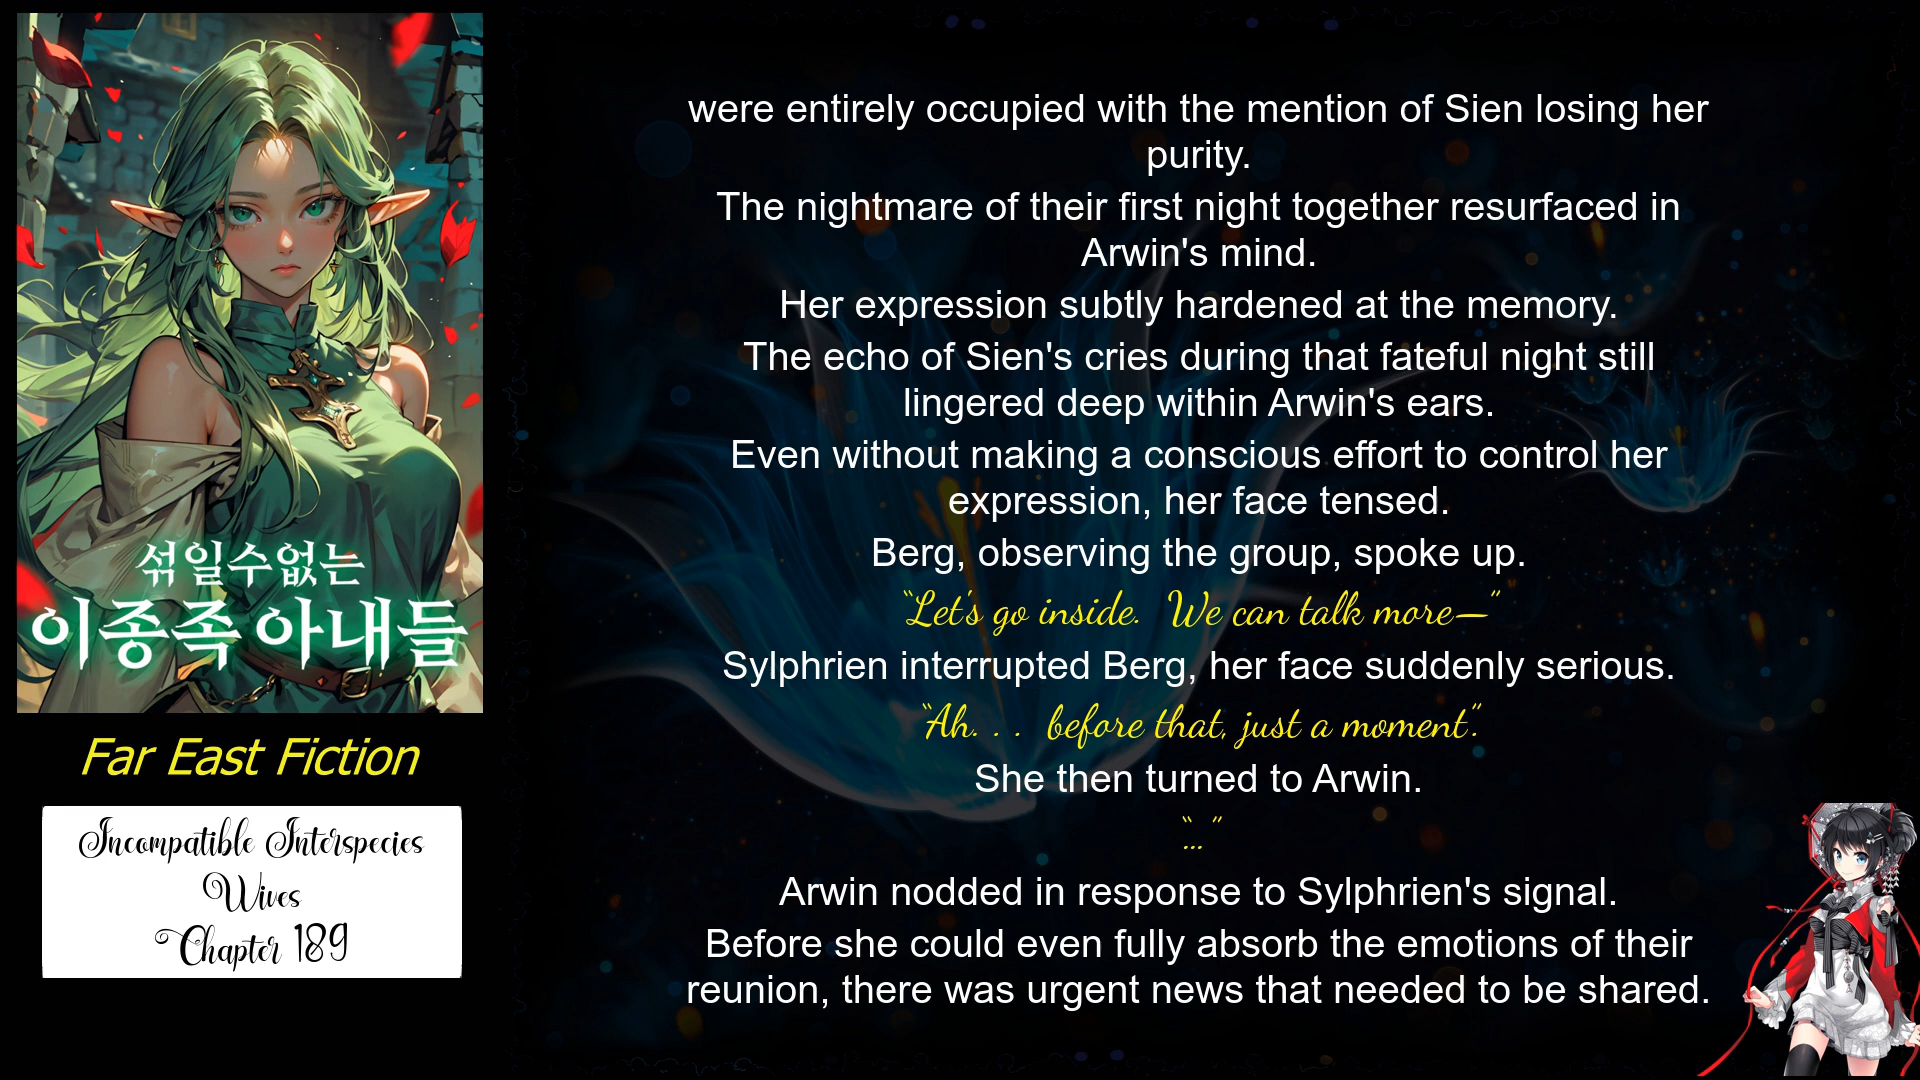 섞일수없는
이종족 아내들
Far East Fiction
Incompatible Interspecies
Wives
Chapter 189
were entirely occupied with the mention of Sien losing her
purity.
The nightmare of their first night together resurfaced in
Arwin's mind.
Her expression subtly hardened at the memory.
The echo of Sien's cries during that fateful night still
lingered deep within Arwin's ears.
Even without making a conscious effort to control her
expression, her face tensed.
Berg, observing the group, spoke up.
“Let's go inside. We can talk more—”
Sylphrien interrupted Berg, her face suddenly serious.
“Ah. . . before that, just a moment”.
She then turned to Arwin.
“...”
Arwin nodded in response to Sylphrien's signal.
Before she could even fully absorb the emotions of their
reunion, there was urgent news that needed to be shared.